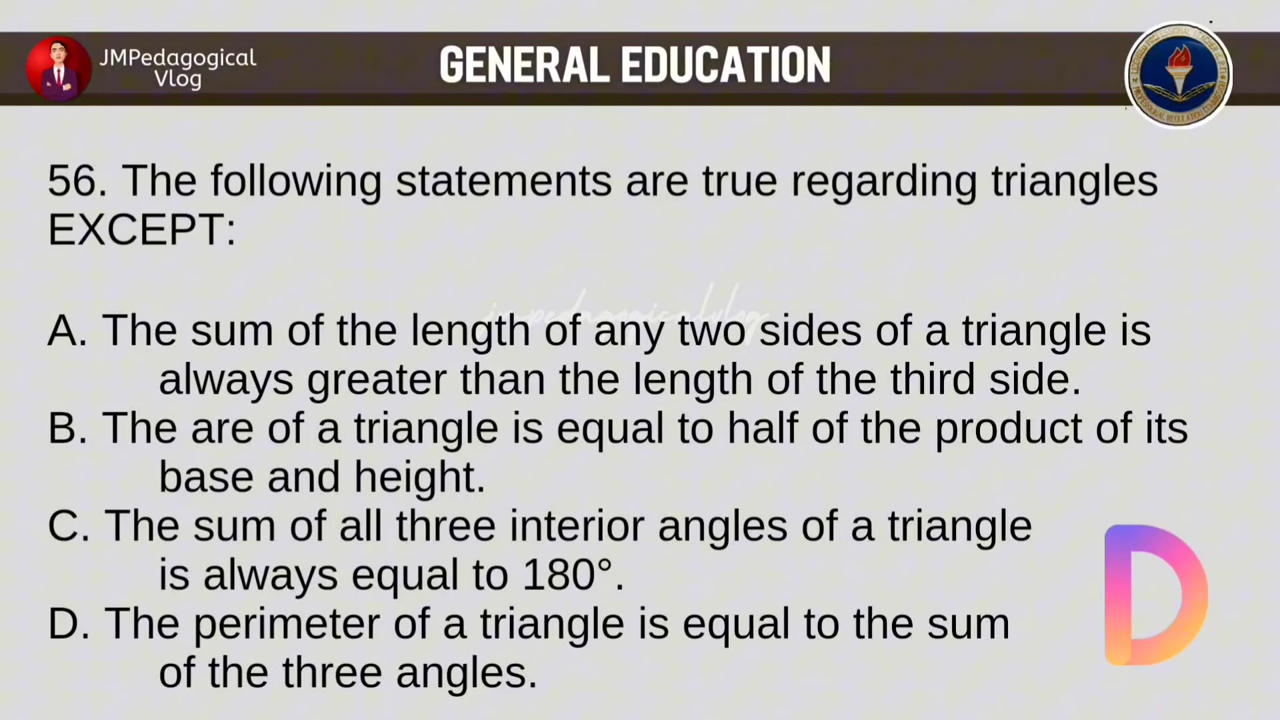 JMPedagogical
Vlog
GENERAL EDUCATION
56. The following statements are true regarding triangles
EXCEPT:
jmpedagogicalvlog
A. The sum of the length of any two sides of a triangle is
always greater than the length of the third side.
B. The are of a triangle is equal to half of the product of its
base and height.
C. The sum of all three interior angles of a triangle
is always equal to 180°.
D. The perimeter of a triangle is equal to the sum
of the three angles.
D